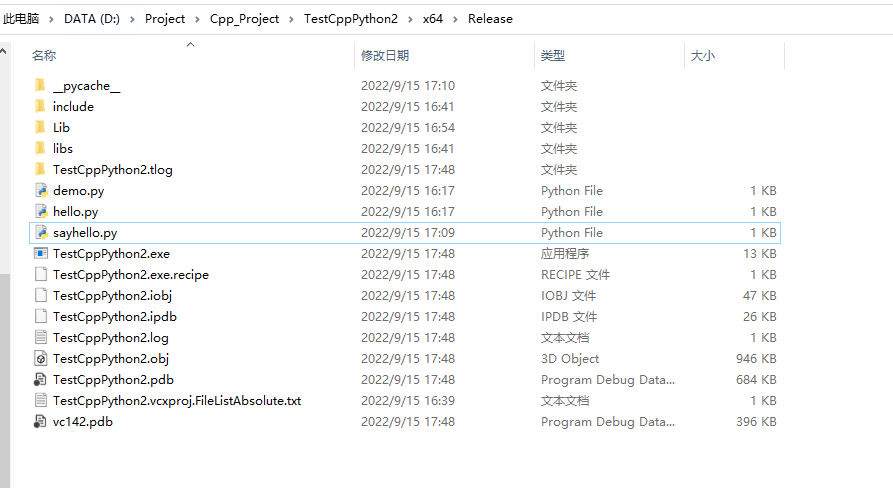 此电脑 > DATA (D:) > Project > Cpp_Project > TestCppPython2 > x64 > Release
名称 修改日期 类型 大小
__pycache__ 2022/9/15 17:10 文件夹
include 2022/9/15 16:41 文件夹
Lib 2022/9/15 16:54 文件夹
libs 2022/9/15 16:41 文件夹
TestCppPython2.tlog 2022/9/15 17:48 文件夹
demo.py 2022/9/15 16:17 Python File 1 KB
hello.py 2022/9/15 16:17 Python File 1 KB
sayhello.py 2022/9/15 17:09 Python File 1 KB
TestCppPython2.exe 2022/9/15 17:48 应用程序 13 KB
TestCppPython2.exe.recipe 2022/9/15 17:48 RECIPE 文件 1 KB
TestCppPython2.iobj 2022/9/15 17:48 IOBJ 文件 47 KB
TestCppPython2.ipdb 2022/9/15 17:48 IPDB 文件 26 KB
TestCppPython2.log 2022/9/15 17:48 文本文档 1 KB
TestCppPython2.obj 2022/9/15 17:48 3D Object 946 KB
TestCppPython2.pdb 2022/9/15 17:48 Program Debug Data... 684 KB
TestCppPython2.vcxproj.FileListAbsolute.txt 2022/9/15 16:39 文本文档 1 KB
vc142.pdb 2022/9/15 17:48 Program Debug Data... 396 KB